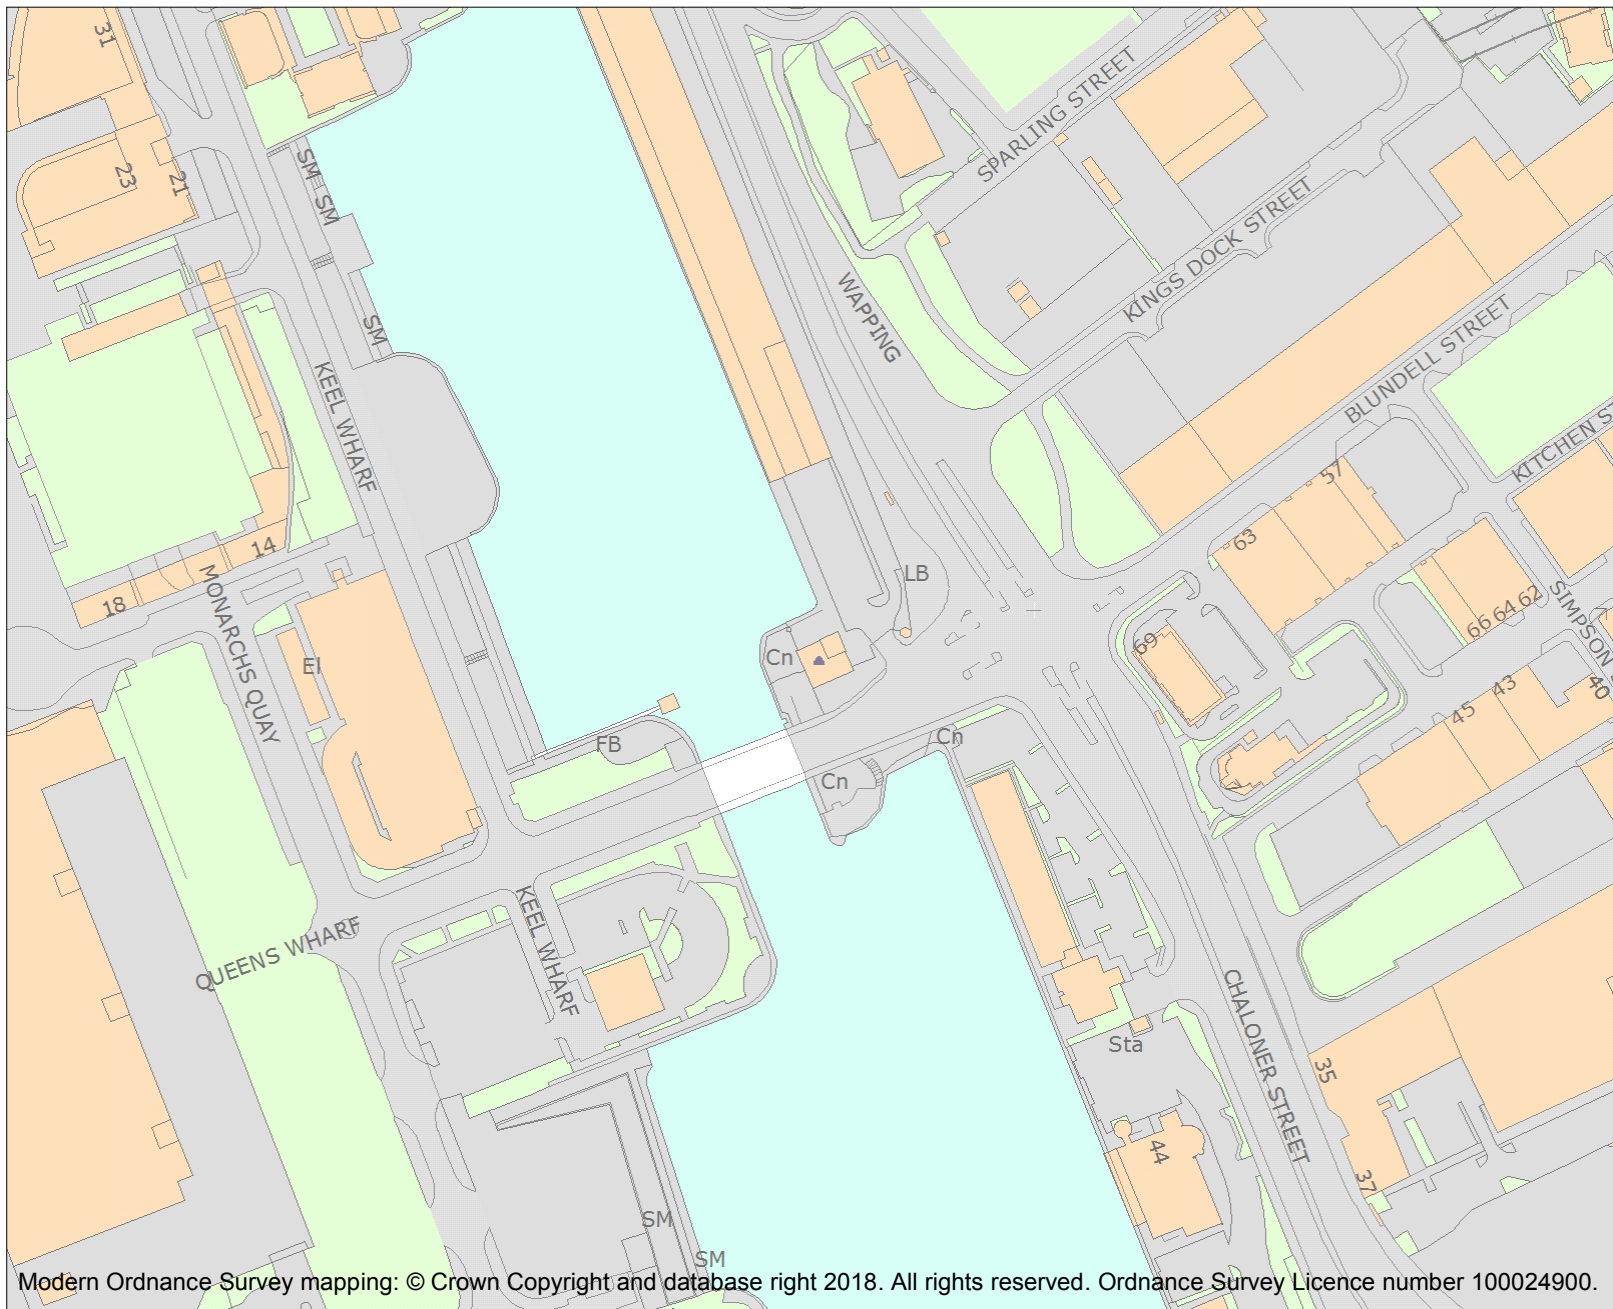 31
SPARLING STREET
SM
SM
23
21
KINGS DOCK STREET
WAPPING
SM
BLUNDELL STREET
KEEL WHARF
KITCHEN S
57
63
14
LB
18
MONARCHS QUAY
62
64
66
SIMPSON
69
Cn
El
43
40
45
FB
Cn
Cn
QUEENS WHARF
KEEL WHARF
CHALONER STREET
Sta
35
44
37
SM
SM
Modern Ordnance Survey mapping: © Crown Copyright and database right 2018. All rights reserved. Ordnance Survey Licence number 100024900.